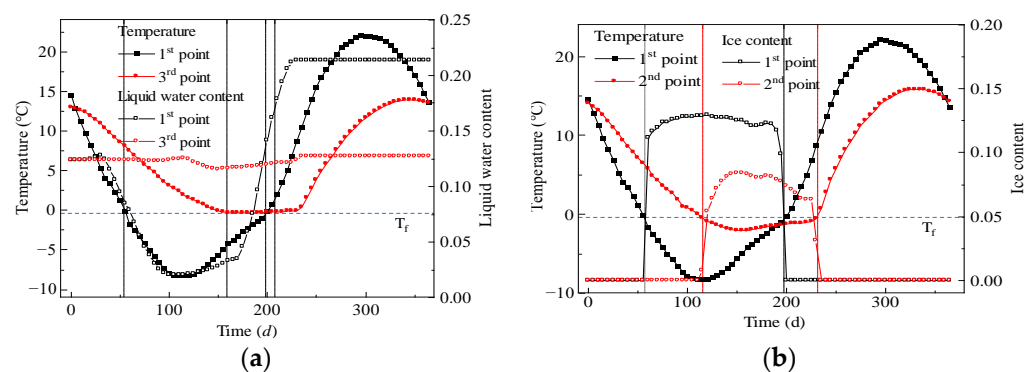 Temperature
1st point
3rd point
Liquid water content
1st point
3rd point
Tf
20
15
10
5
0
−5
−10
0.25
0.20
0.15
0.10
0.05
0.00
0 100 200 300
Temperature (℃)
Liquid water content
Time (d)
(a)
Temperature
1st point
2nd point
Ice content
1st point
2nd point
Tf
20
10
0
−10
0.20
0.15
0.10
0.05
0.00
0 100 200 300
Temperature (℃)
Ice content
Time (d)
(b)